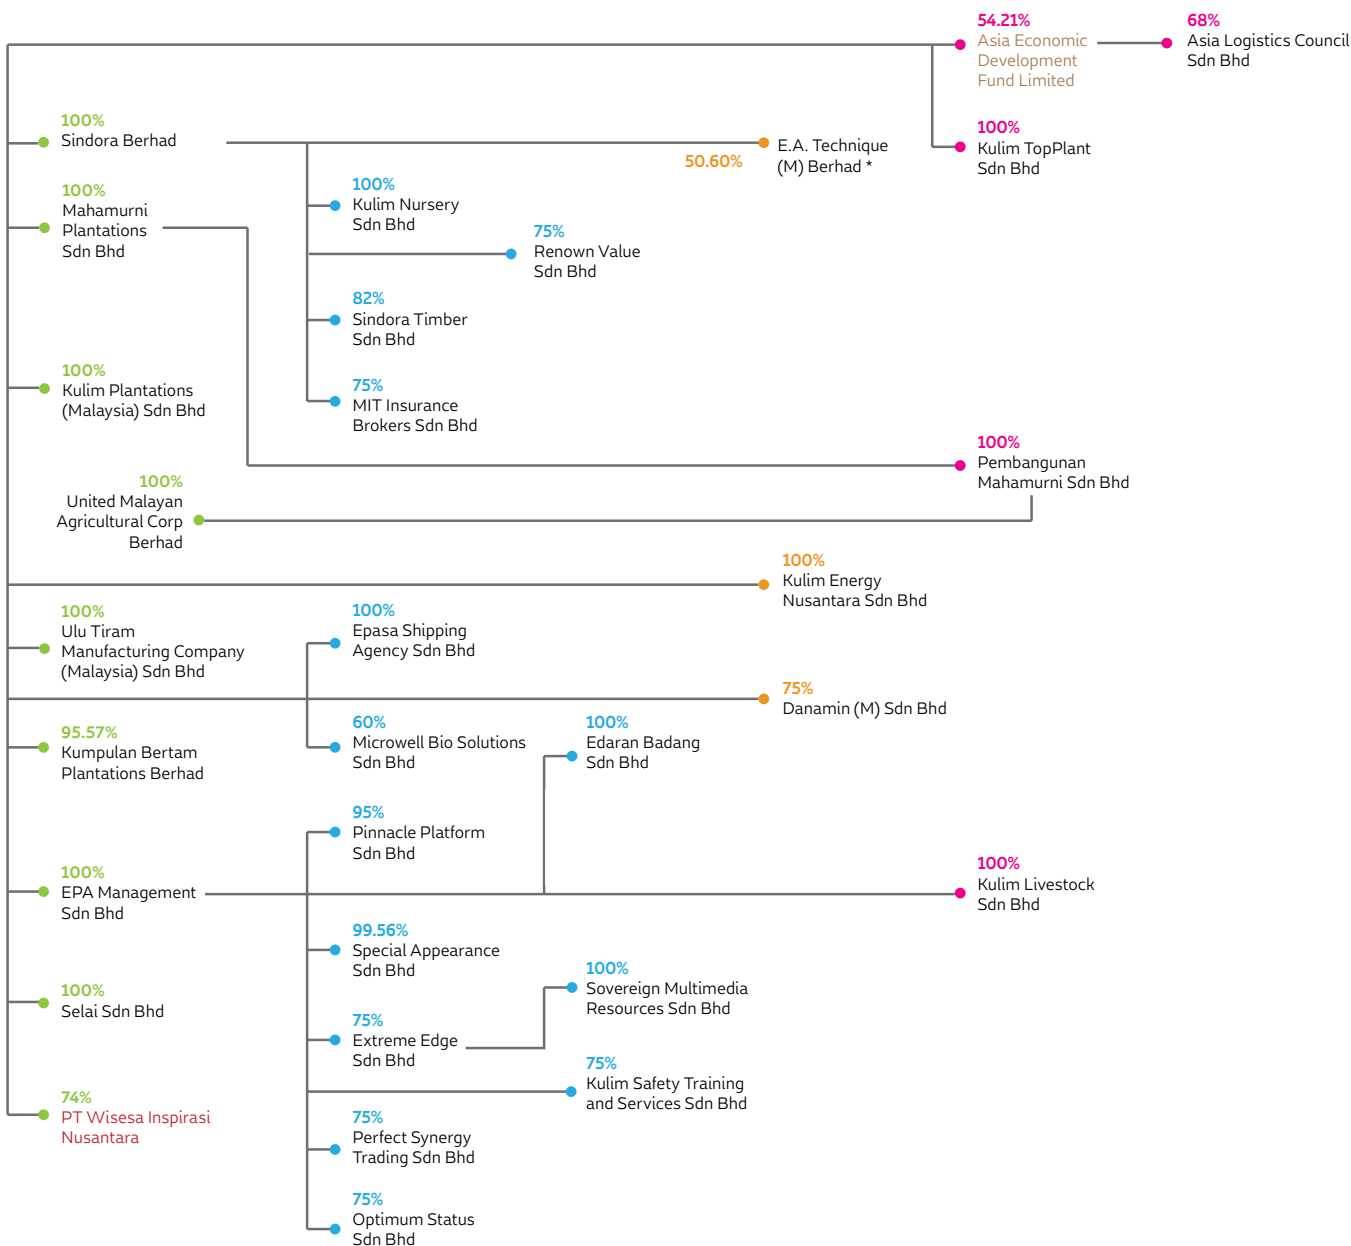 54.21%
Asia Economic
Development
Fund Limited
68%
Asia Logistics Council
Sdn Bhd
100%
Kulim TopPlant
Sdn Bhd
100%
Sindora Berhad
50.60%
E.A. Technique
(M) Berhad *
100%
Kulim Nursery
Sdn Bhd
75%
Renown Value
Sdn Bhd
82%
Sindora Timber
Sdn Bhd
75%
MIT Insurance
Brokers Sdn Bhd
100%
Mahamurni
Plantations
Sdn Bhd
100%
Kulim Plantations
(Malaysia) Sdn Bhd
100%
Pembangunan
Mahamurni Sdn Bhd
100%
United Malayan
Agricultural Corp
Berhad
100%
Kulim Energy
Nusantara Sdn Bhd
100%
Ulu Tiram
Manufacturing Company
(Malaysia) Sdn Bhd
100%
Epasa Shipping
Agency Sdn Bhd
75%
Danamin (M) Sdn Bhd
60%
Microwell Bio Solutions
Sdn Bhd
100%
Edaran Badang
Sdn Bhd
95.57%
Kumpulan Bertam
Plantations Berhad
95%
Pinnacle Platform
Sdn Bhd
100%
EPA Management
Sdn Bhd
100%
Kulim Livestock
Sdn Bhd
99.56%
Special Appearance
Sdn Bhd
100%
Sovereign Multimedia
Resources Sdn Bhd
100%
Selai Sdn Bhd
75%
Extreme Edge
Sdn Bhd
75%
Kulim Safety Training
and Services Sdn Bhd
74%
PT Wisesa Inspirasi
Nusantara
75%
Perfect Synergy
Trading Sdn Bhd
75%
Optimum Status
Sdn Bhd